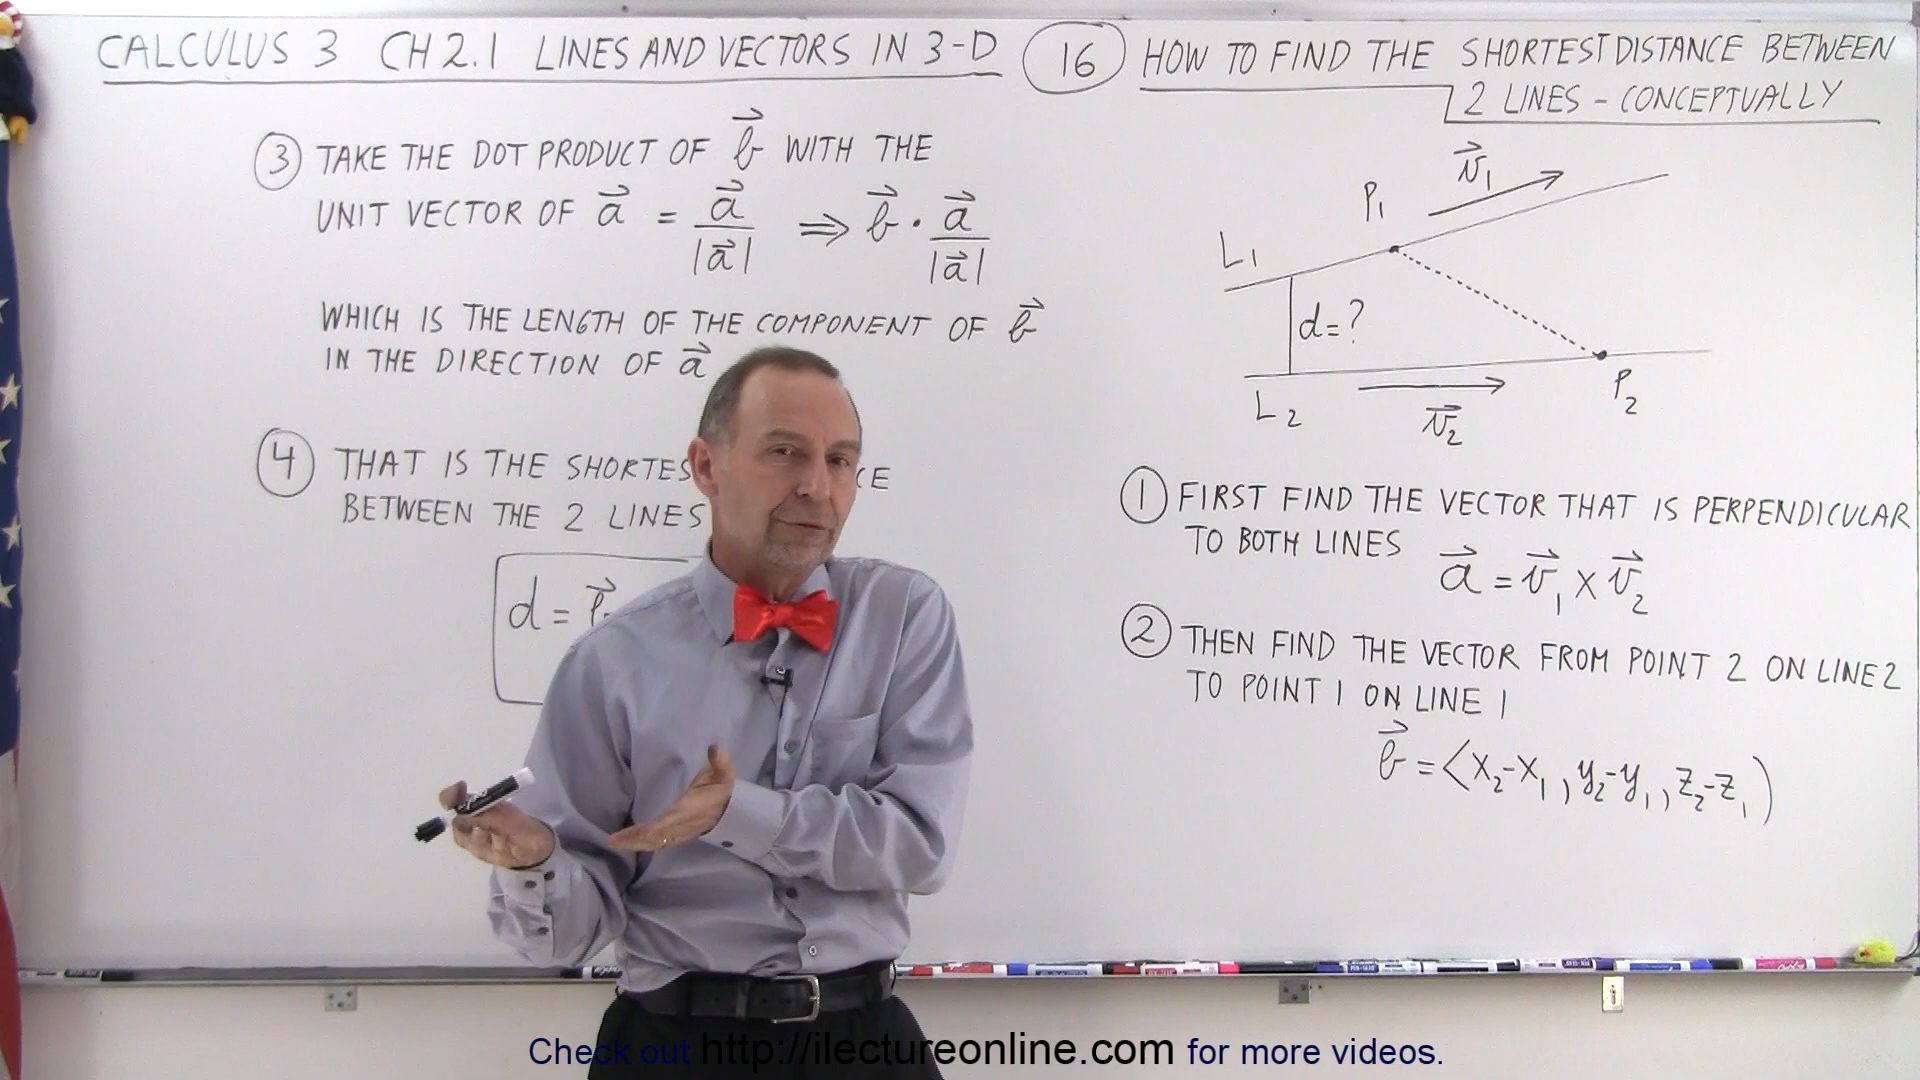 CALCULUS 3 CH 2.1 LINES AND VECTORS IN 3-D
16 HOW TO FIND THE SHORTEST DISTANCE BETWEEN
2 LINES - CONCEPTUALLY
3 TAKE THE DOT PRODUCT OF b⃗ WITH THE
UNIT VECTOR OF a⃗ = a⃗/|a⃗| ⇒ b⃗ · a⃗/|a⃗|
WHICH IS THE LENGTH OF THE COMPONENT OF b⃗
IN THE DIRECTION OF a⃗
4 THAT IS THE
BETWEEN THE 2 LINES
d =
v⃗₁
P₁
L₁
d = ?
P₂
L₂
v⃗₂
1 FIRST FIND THE VECTOR THAT IS PERPENDICULAR
TO BOTH LINES a⃗ = v⃗₁ × v⃗₂
2 THEN FIND THE VECTOR FROM POINT 2 ON LINE 2
TO POINT 1 ON LINE 1
b⃗ = ⟨x₂-x₁, y₂-y₁, z₂-z₁)
Check out http://ilectureonline.com for more videos.